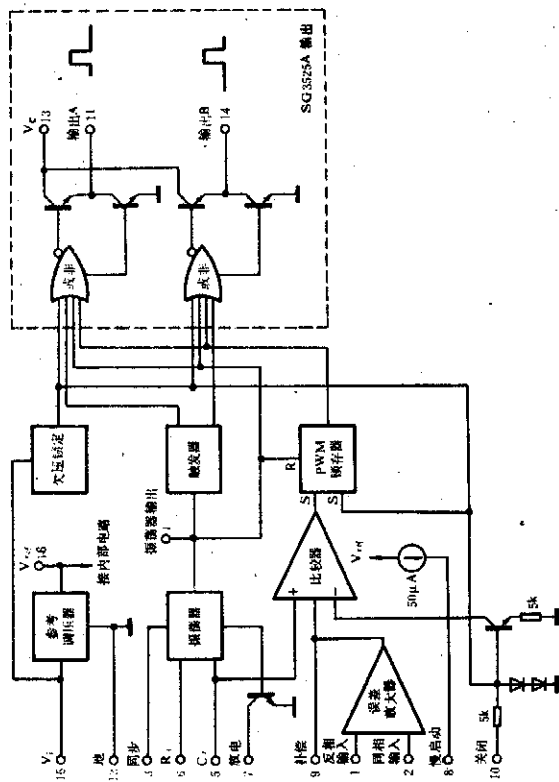 V_i
15
地
12
同步
R_T
6
C_T
5
放电
7
补偿
9
反相
输入
1
同相
输入
2
慢启动
8
关闭
10
参考
调压器
V_ref
16
接内部电路
欠压锁定
振荡器
振荡器输出
触发器
误差
放大器
+
−
−
比较器
S
S
R
PWM
锁存器
V_ref
50μA
5k
5k
或非
或非
V_C
13
输出A
11
输出B
14
SG3525A 输出